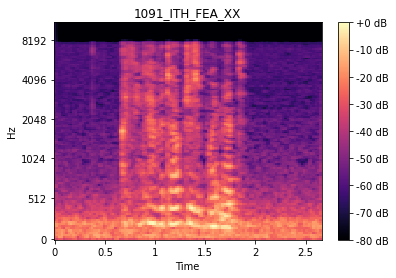 1091_ITH_FEA_XX
+0 dB
8192
-10 dB
4096
-20 dB
-30 dB
2048
Hz
-40 dB
1024
-50 dB
512
-60 dB
-70 dB
0
-80 dB
0 0.5 1 1.5 2 2.5
Time